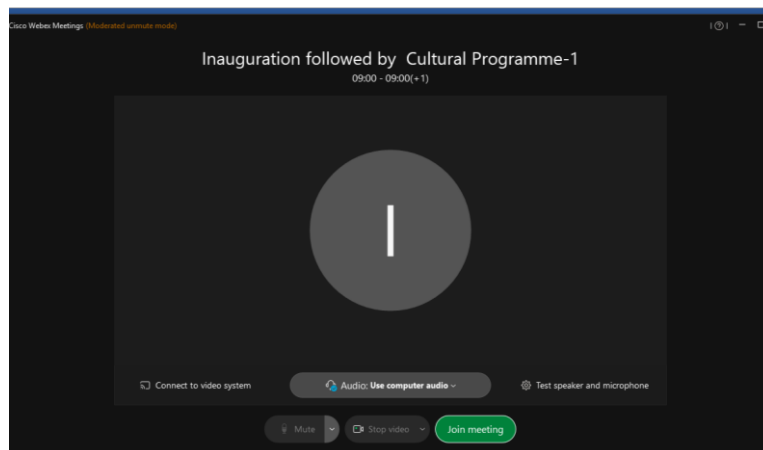 Cisco Webex Meetings (Moderated unmute mode)
Inauguration followed by Cultural Programme-1
09:00 - 09:00(+1)
I
Connect to video system
Audio: Use computer audio
Test speaker and microphone
Mute
Stop video
Join meeting